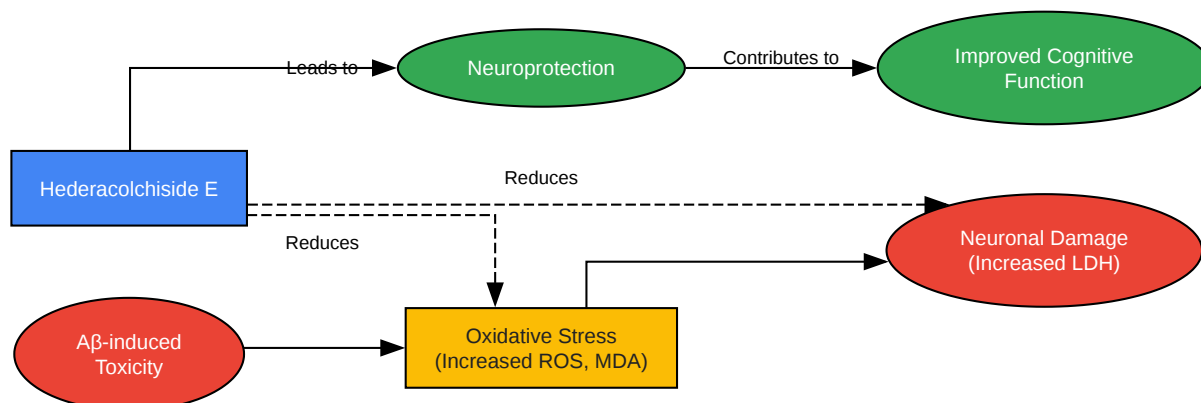 Leads to
Neuroprotection
Contributes to
Improved Cognitive
Function
Hederacolchiside E
Reduces
Reduces
Neuronal Damage
(Increased LDH)
Aβ-induced
Toxicity
Oxidative Stress
(Increased ROS, MDA)